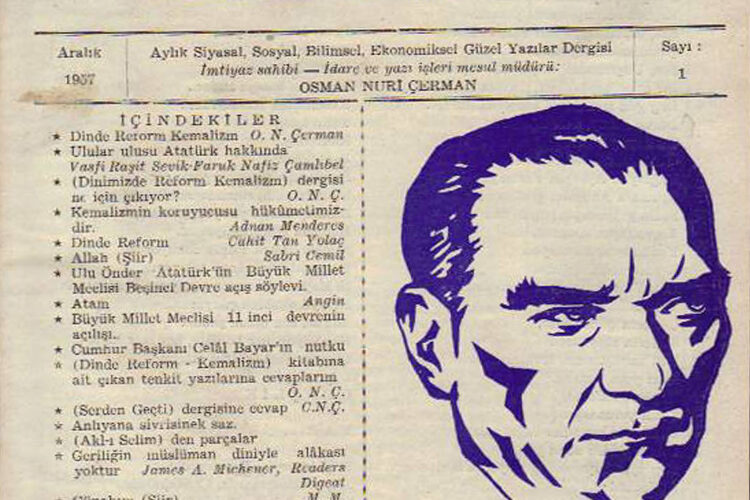 Aralık
1957
Aylık Siyasal, Sosyal, Bilimsel, Ekonomiksel Güzel Yazılar Dergisi
İmtiyaz sahibi — İdare ve yazı işleri mesul müdürü:
OSMAN NURİ ÇERMAN
Sayı :
1
İÇİNDEKİLER
★ Dinde Reform Kemalizm O. N. Çerman
★ Ulular ulusu Atatürk hakkında
Vasfi Raşit Sevik-Faruk Nafiz Çamlıbel
★ (Dinimizde Reform Kemalizm) dergisi
ne için çıkıyor? O. N. Ç.
★ Kemalizmin koruyucusu hükûmetimiz-
dir. Adnan Menderes
★ Dinde Reform Cahit Tan Yolaç
★ Allah (Şiir) Sabri Cemil
★ Ulu Önder Atatürk'ün Büyük Millet
Meclisi Beşinci Devre açış söylevi.
★ Atam Angın
★ Büyük Millet Meclisi 11 inci devrenin
açılışı..
★ Cumhur Başkanı Celâl Bayar'ın nutku
★ (Dinde Reform - Kemalizm) kitabına
ait çıkan tenkit yazılarına cevaplarım
O. N. Ç.
★ (Serden Geçti) dergisine cevap C.N.Ç.
★ Anlıyana sivrisinek saz.
★ (Akl-ı Selim) den parçalar
★ Geriliğin müslüman diniyle alâkası
yoktur James A. Michener, Readers
Digeat
(Şiir) M. M.